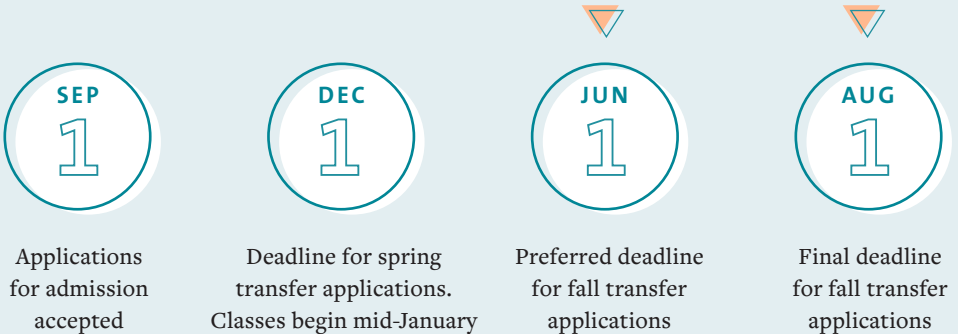 SEP
1
Applications
for admission
accepted
DEC
1
Deadline for spring
transfer applications.
Classes begin mid-January
JUN
1
Preferred deadline
for fall transfer
applications
AUG
1
Final deadline
for fall transfer
applications